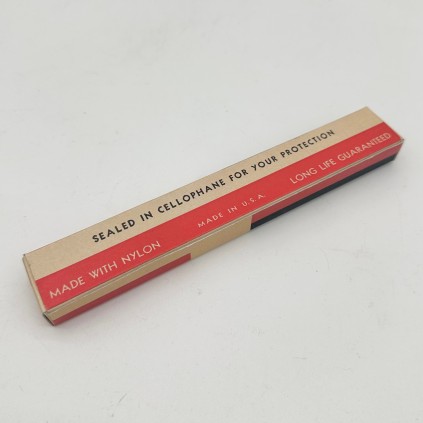 SEALED IN CELLOPHANE FOR YOUR PROTECTION
MADE WITH NYLON
MADE IN U.S.A.
LONG LIFE GUARANTEED